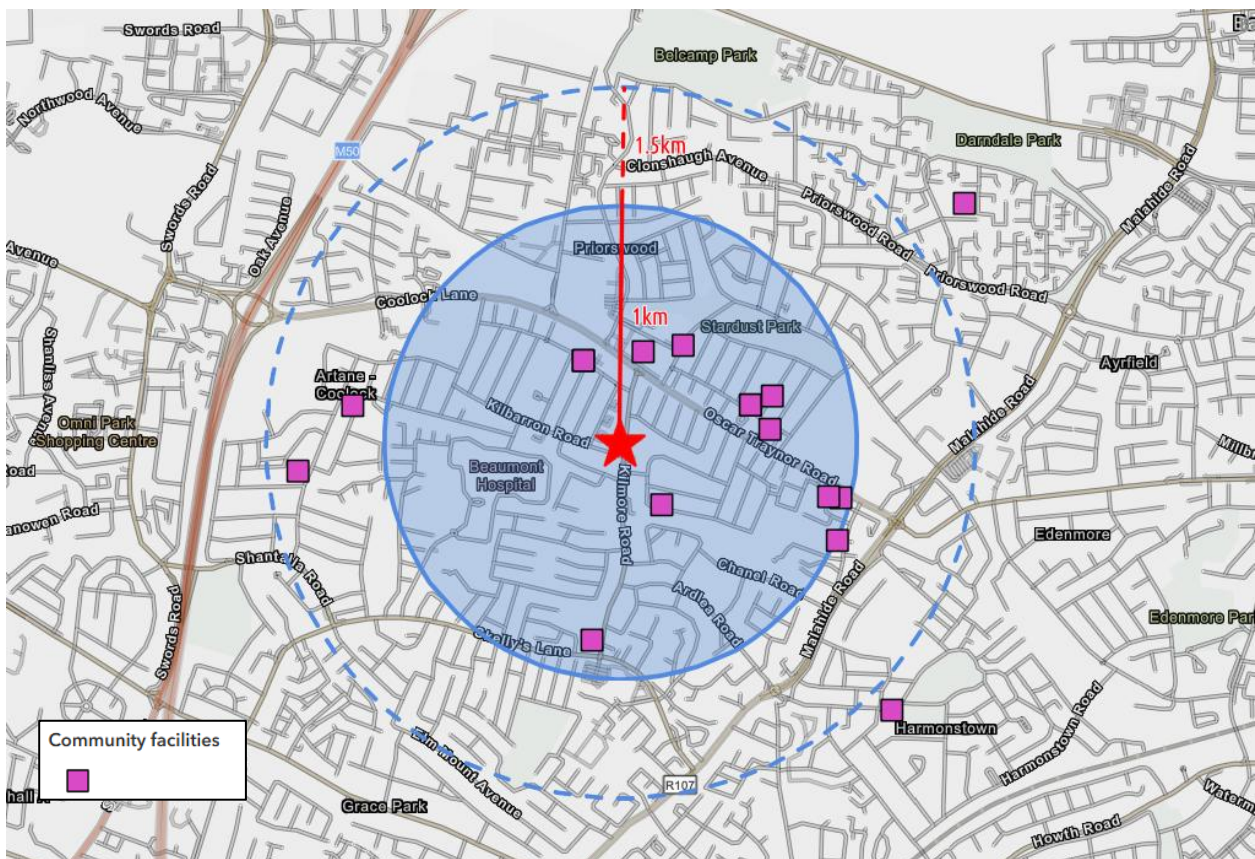 Swords Road
Belcamp Park
Northwood Avenue
Darndale Park
M50
1.5km
Clonshaugh Avenue
Swords Road
Oak Avenue
Malahide Road
Priorswood Road
Avenue
Priorswood
Priorswood Road
Coolock Lane
1km
Stardust Park
Shanliss Avenue
Ayrfield
Artane -
Coolock
Omni Park
Shopping Centre
Kilbarron Road
Oscar Traynor Road
Malahide Road
Road
Beaumont
Hospital
Kilmore Road
Edenmore
Shantalla Road
Chanel Road
Ardlea Road
Malahide Road
Edenmore Park
Skelly's Lane
Swords Road
Harmonstown
Community facilities
Elm Mount Avenue
Harmonstown Road
R107
Grace Park
Howth Road